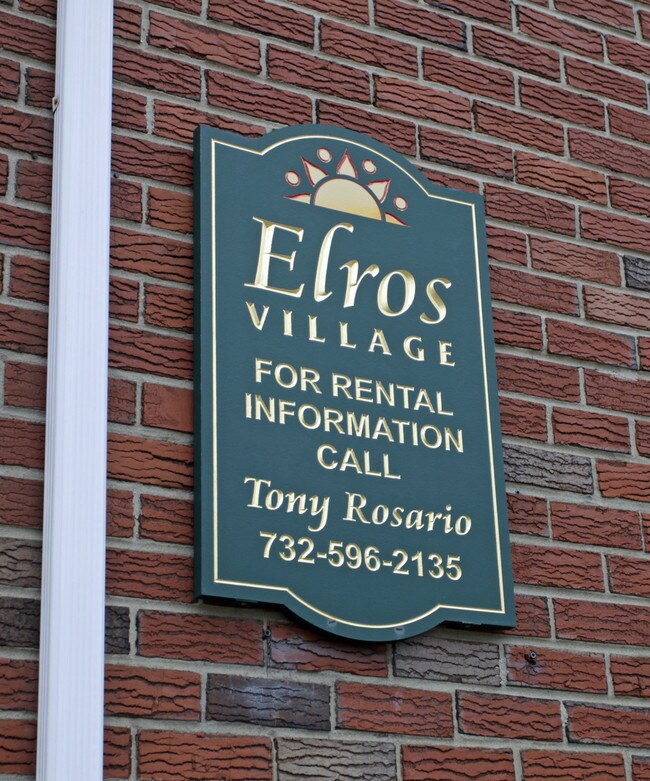 Elros
VILLAGE
FOR RENTAL
INFORMATION
CALL
Tony Rosario
732-596-2135